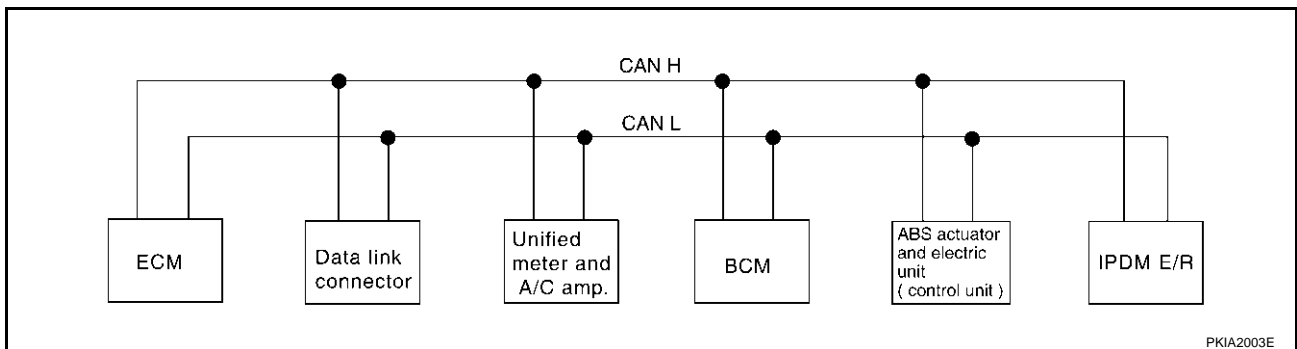 CAN H
CAN L
ECM
Data link
connector
Unified
meter and
A/C amp.
BCM
ABS actuator
and electric
unit
( control unit )
IPDM E/R
PKIA2003E